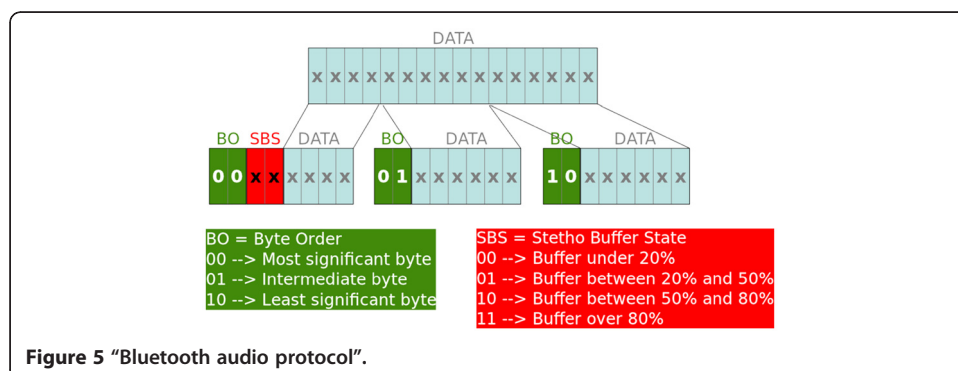 DATA
x x x x x x x x x x x x x x x x
BO SBS DATA BO DATA BO DATA
0 0 x x x x x x 0 1 x x x x x x 1 0 x x x x x x
BO = Byte Order
00 --> Most significant byte
01 --> Intermediate byte
10 --> Least significant byte
SBS = Stetho Buffer State
00 --> Buffer under 20%
01 --> Buffer between 20% and 50%
10 --> Buffer between 50% and 80%
11 --> Buffer over 80%
Figure 5 “Bluetooth audio protocol”.